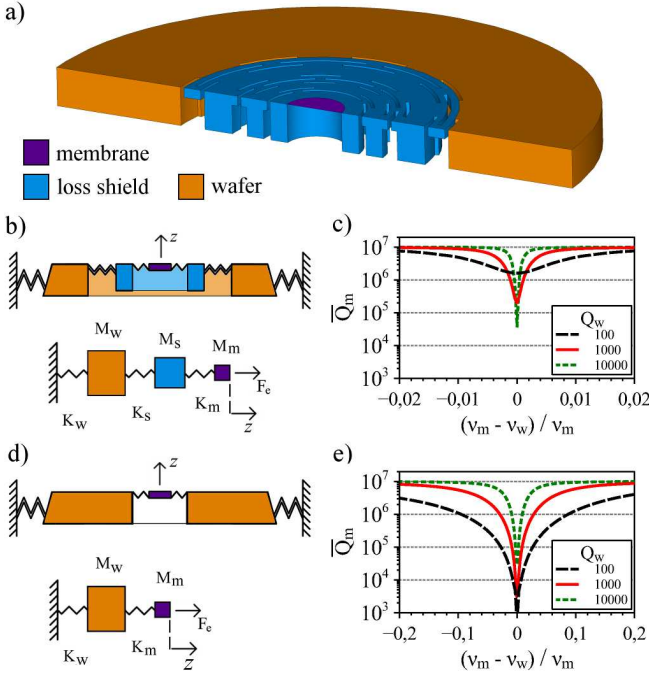 a)
membrane
loss shield
wafer
b)
z
M_w
M_s
M_m
F_e
z
K_w
K_s
K_m
c)
Q̅_m
10^7
10^6
10^5
10^4
10^3
Q_w
100
1000
10000
-0,02
-0,01
0
0,01
0,02
(ν_m - ν_w) / ν_m
d)
z
M_w
M_m
F_e
z
K_w
K_m
e)
Q̅_m
10^7
10^6
10^5
10^4
10^3
Q_w
100
1000
10000
-0,2
-0,1
0
0,1
0,2
(ν_m - ν_w) / ν_m